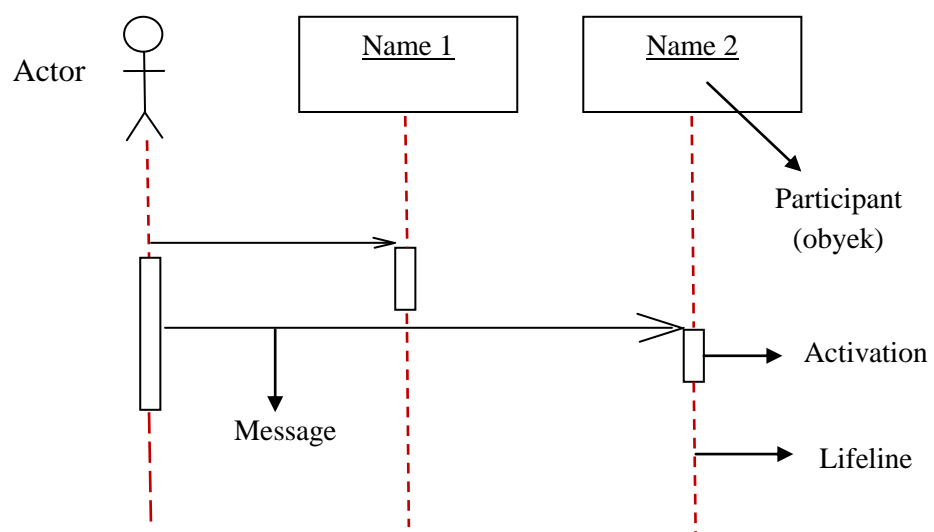 Name 1
Name 2
Actor
Participant
(obyek)
Activation
Message
Lifeline